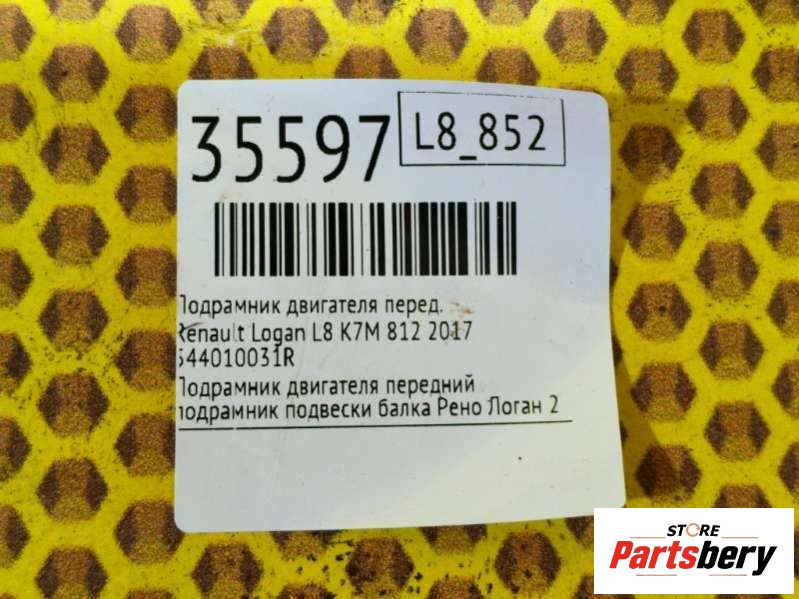 35597
L8_852
Подрамник двигателя перед.
Renault Logan L8 K7M 812 2017
544010031R
Подрамник двигателя передний
подрамник подвески балка Рено Логан 2
STORE
Partsbery